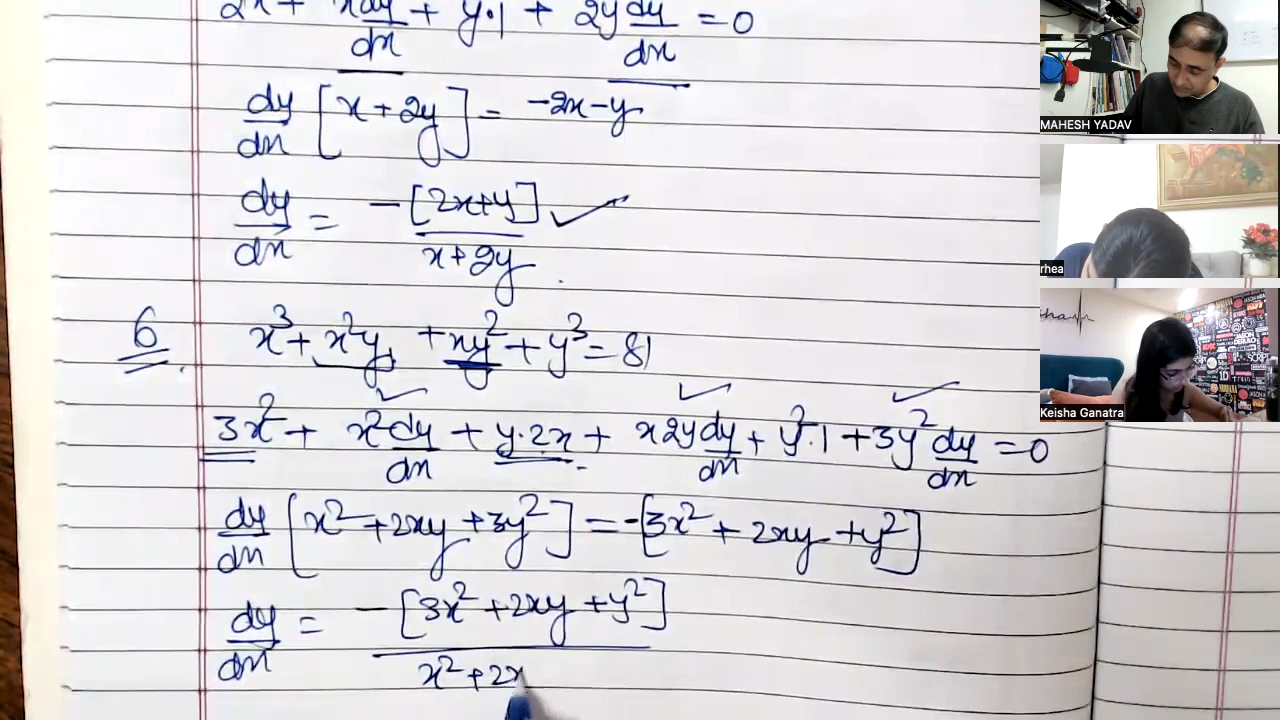 2x + x dy/dx + y·1 + 2y dy/dx = 0
dy/dx [x+2y] = -2x-y
dy/dx = -[2x+y]/x+2y ✓
6 x³+x²y +xy²+y³=81
3x² + x² dy/dx + y·2x + x2y dy/dx + y²·1 + 3y² dy/dx = 0
dy/dx [x²+2xy+3y²] = -[3x²+2xy+y²]
dy/dx = -[3x²+2xy+y²]/x²+2x
MAHESH YADAV
rhea
Keisha Ganatra